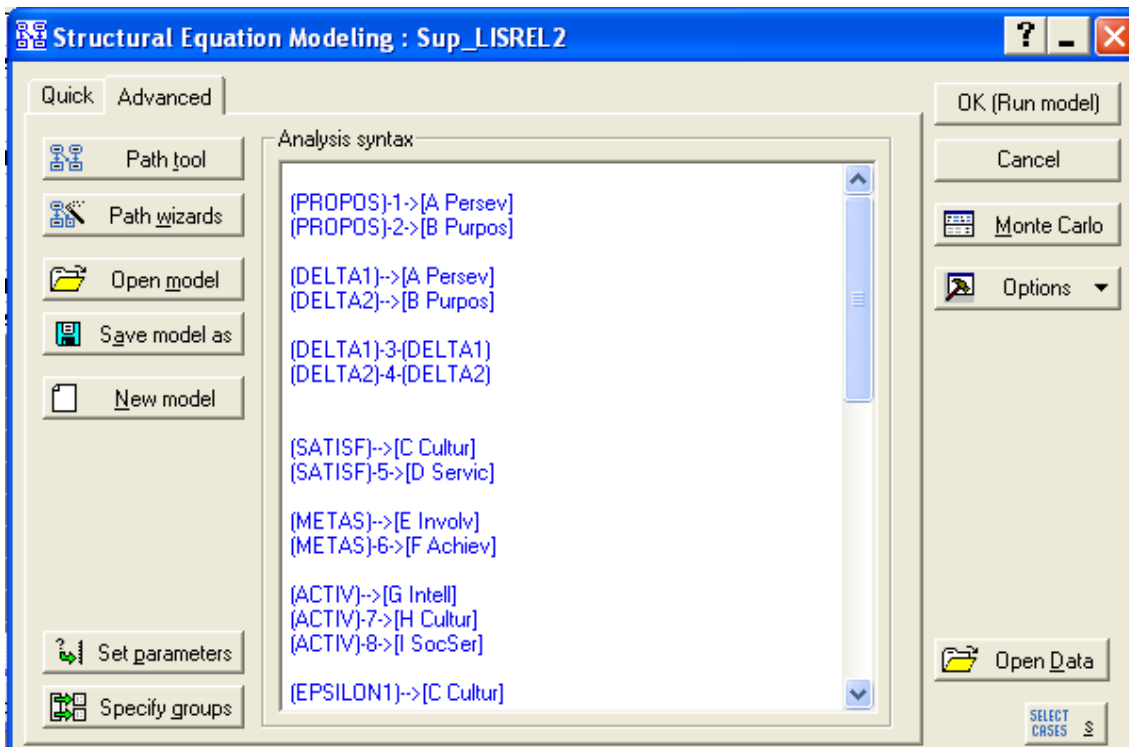 Structural Equation Modeling : Sup_LISREL2
?
Quick
Advanced
Path tool
Path wizards
Open model
Save model as
New model
Set parameters
Specify groups
Analysis syntax
(PROPOS)-1->[A Persev]
(PROPOS)-2->[B Purpos]
(DELTA1)-->[A Persev]
(DELTA2)-->[B Purpos]
(DELTA1)-3-(DELTA1)
(DELTA2)-4-(DELTA2)
(SATISF)-->[C Cultur]
(SATISF)-5->[D Servic]
(METAS)-->[E Involv]
(METAS)-6->[F Achiev]
(ACTIV)-->[G Intell]
(ACTIV)-7->[H Cultur]
(ACTIV)-8->[I SocSer]
(EPSILON1)-->[C Cultur]
OK (Run model)
Cancel
Monte Carlo
Options
Open Data
SELECT
CASES S